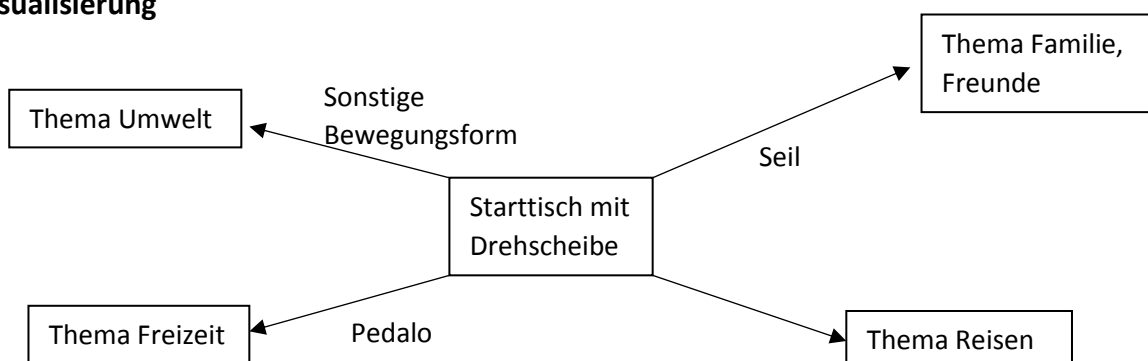 sualisierung
Thema Familie,
Freunde
Sonstige
Bewegungsform
Thema Umwelt
Seil
Starttisch mit
Drehscheibe
Thema Freizeit
Pedalo
Thema Reisen